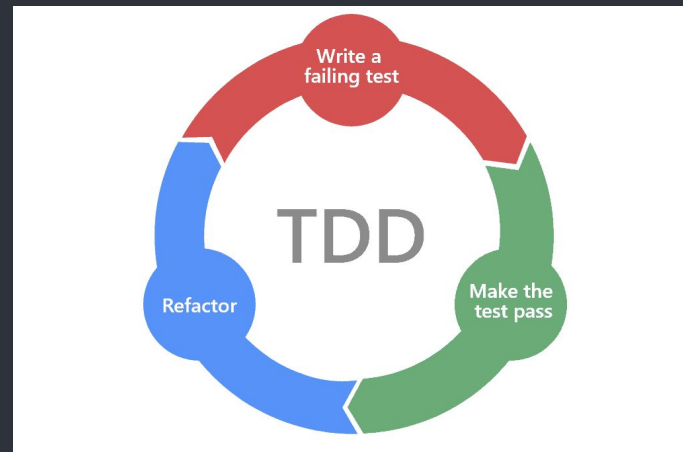 Write a
failing test
TDD
Make the
test pass
Refactor